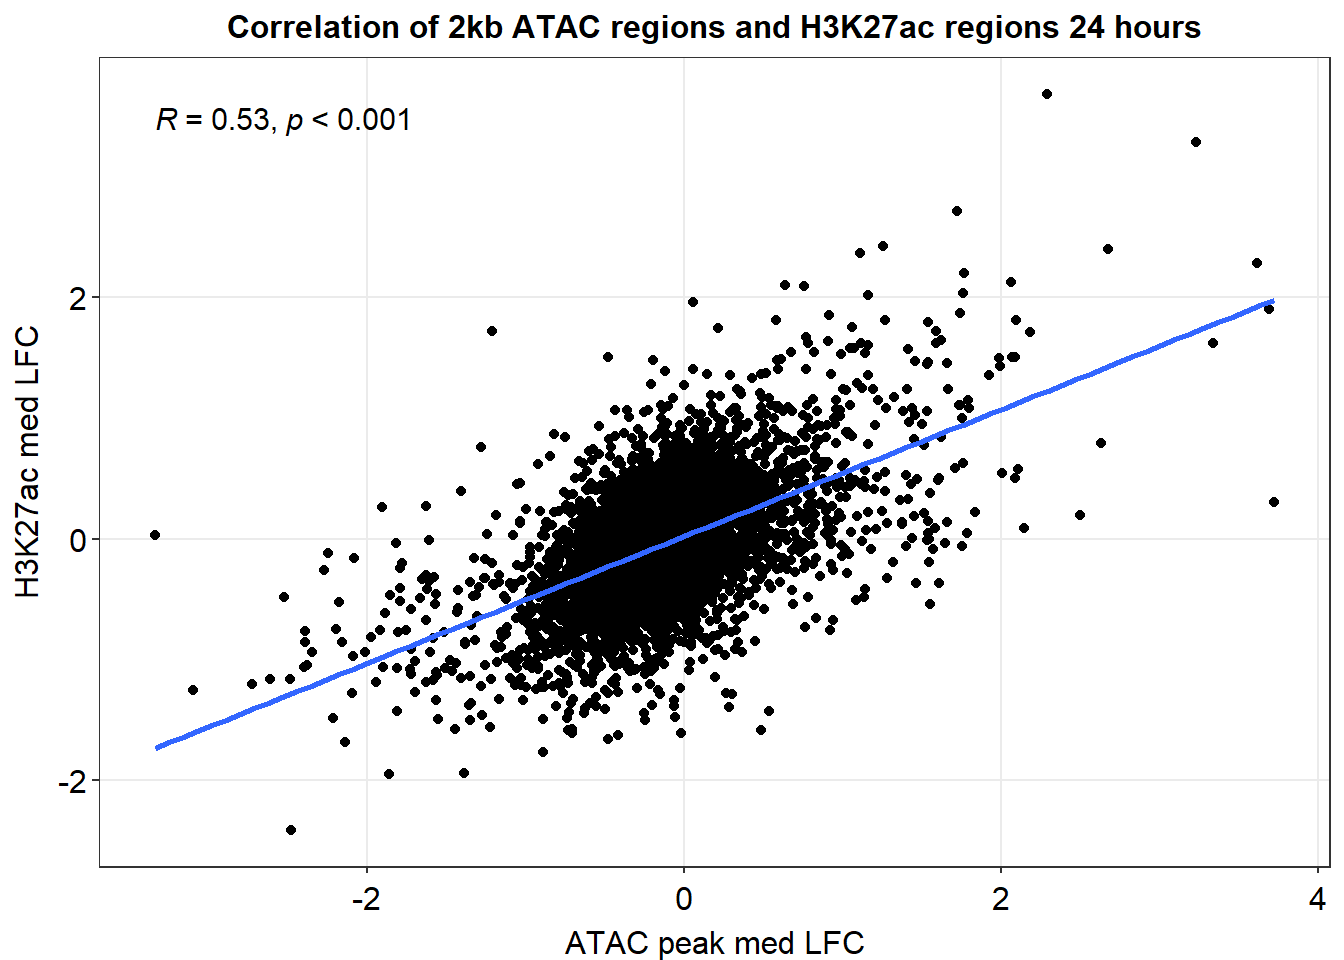 Correlation of 2kb ATAC regions and H3K27ac regions 24 hours
R = 0.53, p < 0.001
H3K27ac med LFC
2
0
-2
-2 0 2 4
ATAC peak med LFC